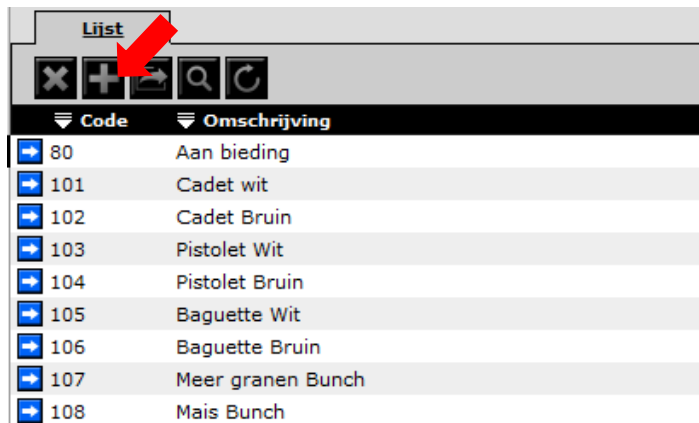 Lijst
Code Omschrijving
80 Aan bieding
101 Cadet wit
102 Cadet Bruin
103 Pistolet Wit
104 Pistolet Bruin
105 Baguette Wit
106 Baguette Bruin
107 Meer granen Bunch
108 Mais Bunch